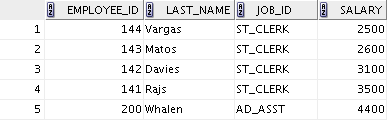 EMPLOYEE_ID LAST_NAME JOB_ID SALARY
1 144 Vargas ST_CLERK 2500
2 143 Matos ST_CLERK 2600
3 142 Davies ST_CLERK 3100
4 141 Rajs ST_CLERK 3500
5 200 Whalen AD_ASST 4400